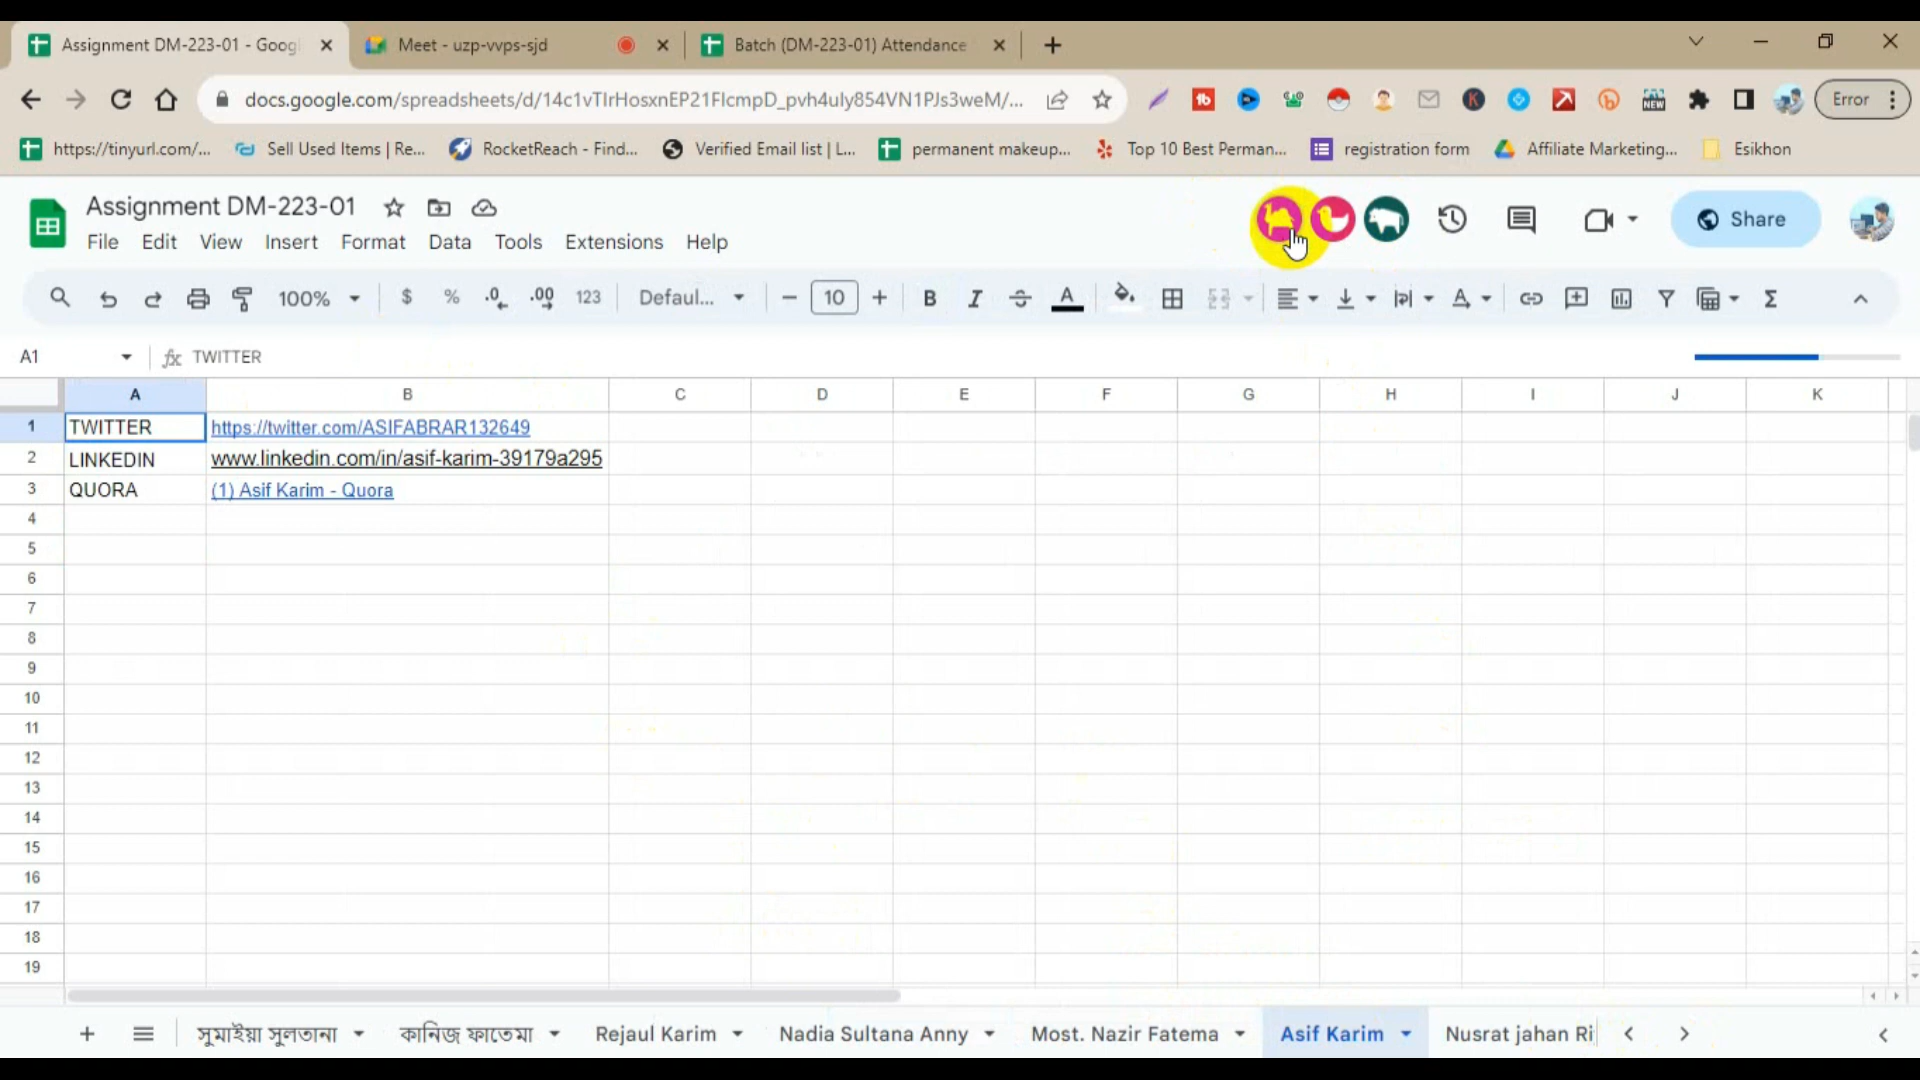 Assignment DM-223-01 - Goog
Meet - uzp-vvps-sjd
Batch (DM-223-01) Attendance
docs.google.com/spreadsheets/d/14c1vTIrHosxnEP21FIcmpD_pvh4uIy854VN1PJs3weM/...
Error
https://tinyurl.com/...
Sell Used Items | Re...
RocketReach - Find...
Verified Email list | L...
permanent makeup...
Top 10 Best Perman...
registration form
Affiliate Marketing...
Esikhon
Assignment DM-223-01
Share
File Edit View Insert Format Data Tools Extensions Help
100% $ % .0 .00 123 Defaul... 10 B I A
A1 fx TWITTER
A B C D E F G H I J K
1 TWITTER https://twitter.com/ASIFABRAR132649
2 LINKEDIN www.linkedin.com/in/asif-karim-39179a295
3 QUORA (1) Asif Karim - Quora
4
5
6
7
8
9
10
11
12
13
14
15
16
17
18
19
সুমাইয়া সুলতানা কানিজ ফাতেমা Rejaul Karim Nadia Sultana Anny Most. Nazir Fatema Asif Karim Nusrat jahan Ri